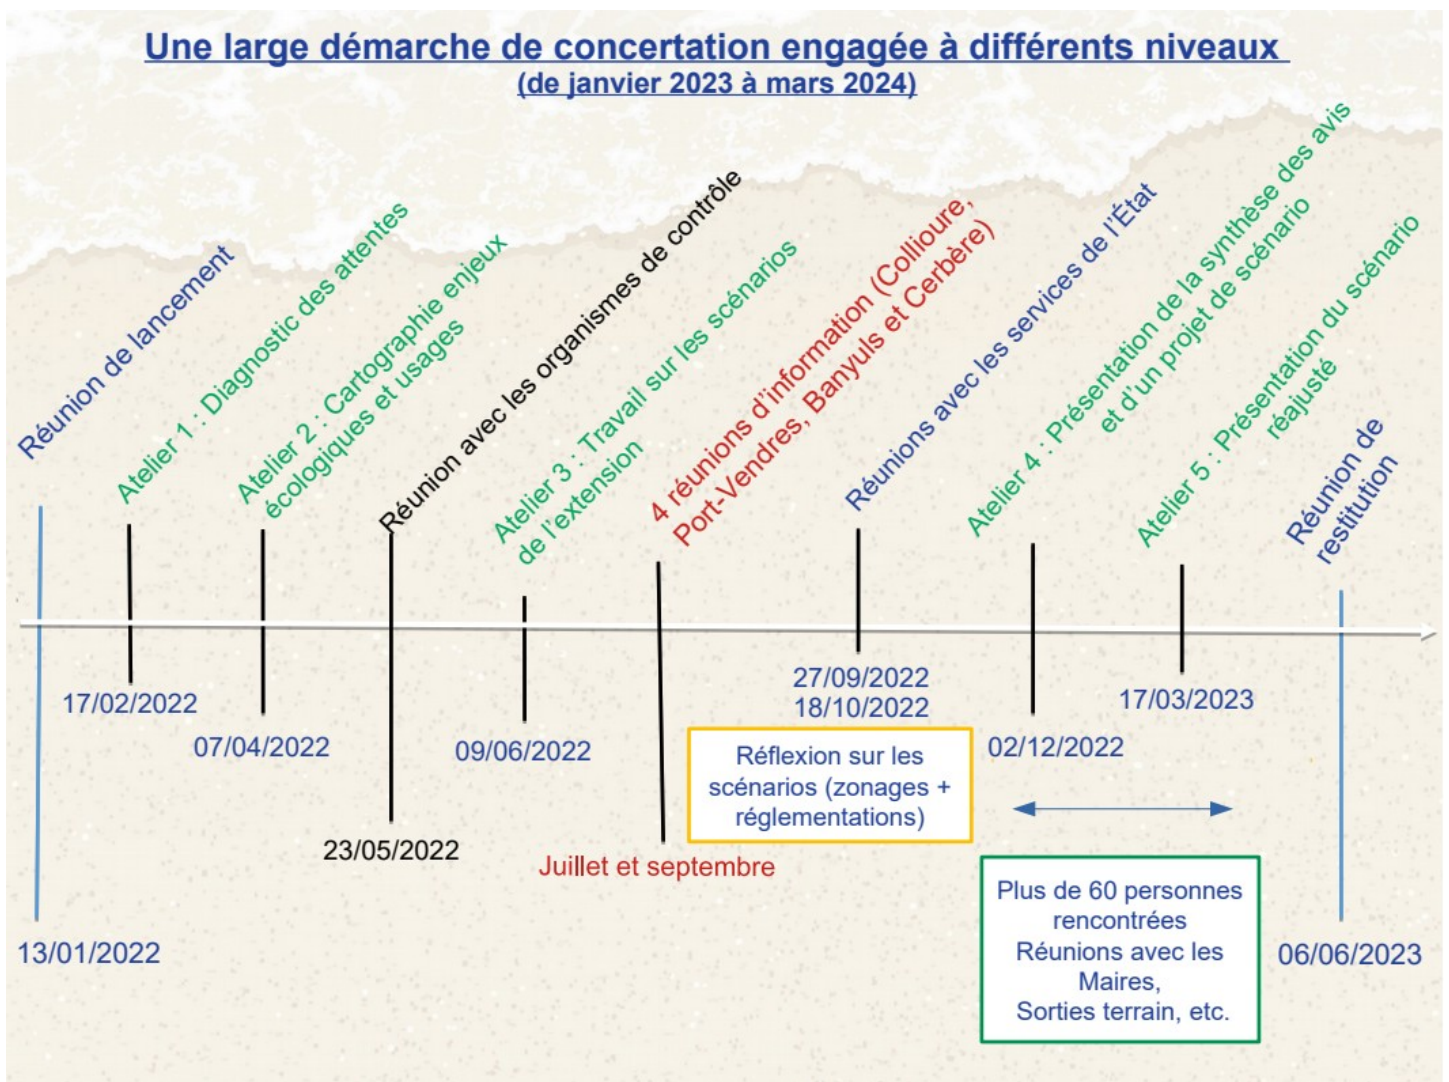 Une large démarche de concertation engagée à différents niveaux
(de janvier 2023 à mars 2024)
Réunion de lancement
13/01/2022
Atelier 1 : Diagnostic des attentes
17/02/2022
Atelier 2 : Cartographie enjeux
écologiques et usages
07/04/2022
Réunion avec les organismes de contrôle
23/05/2022
Atelier 3 : Travail sur les scénarios
de l'extension
09/06/2022
4 réunions d'information (Collioure,
Port-Vendres, Banyuls et Cerbère)
Juillet et septembre
Réunions avec les services de l'État
27/09/2022
18/10/2022
Réflexion sur les
scénarios (zonages +
réglementations)
Atelier 4 : Présentation de la synthèse des avis
et d'un projet de scénario
02/12/2022
Atelier 5 : Présentation du scénario
réajusté
17/03/2023
Plus de 60 personnes
rencontrées
Réunions avec les
Maires,
Sorties terrain, etc.
Réunion de
restitution
06/06/2023